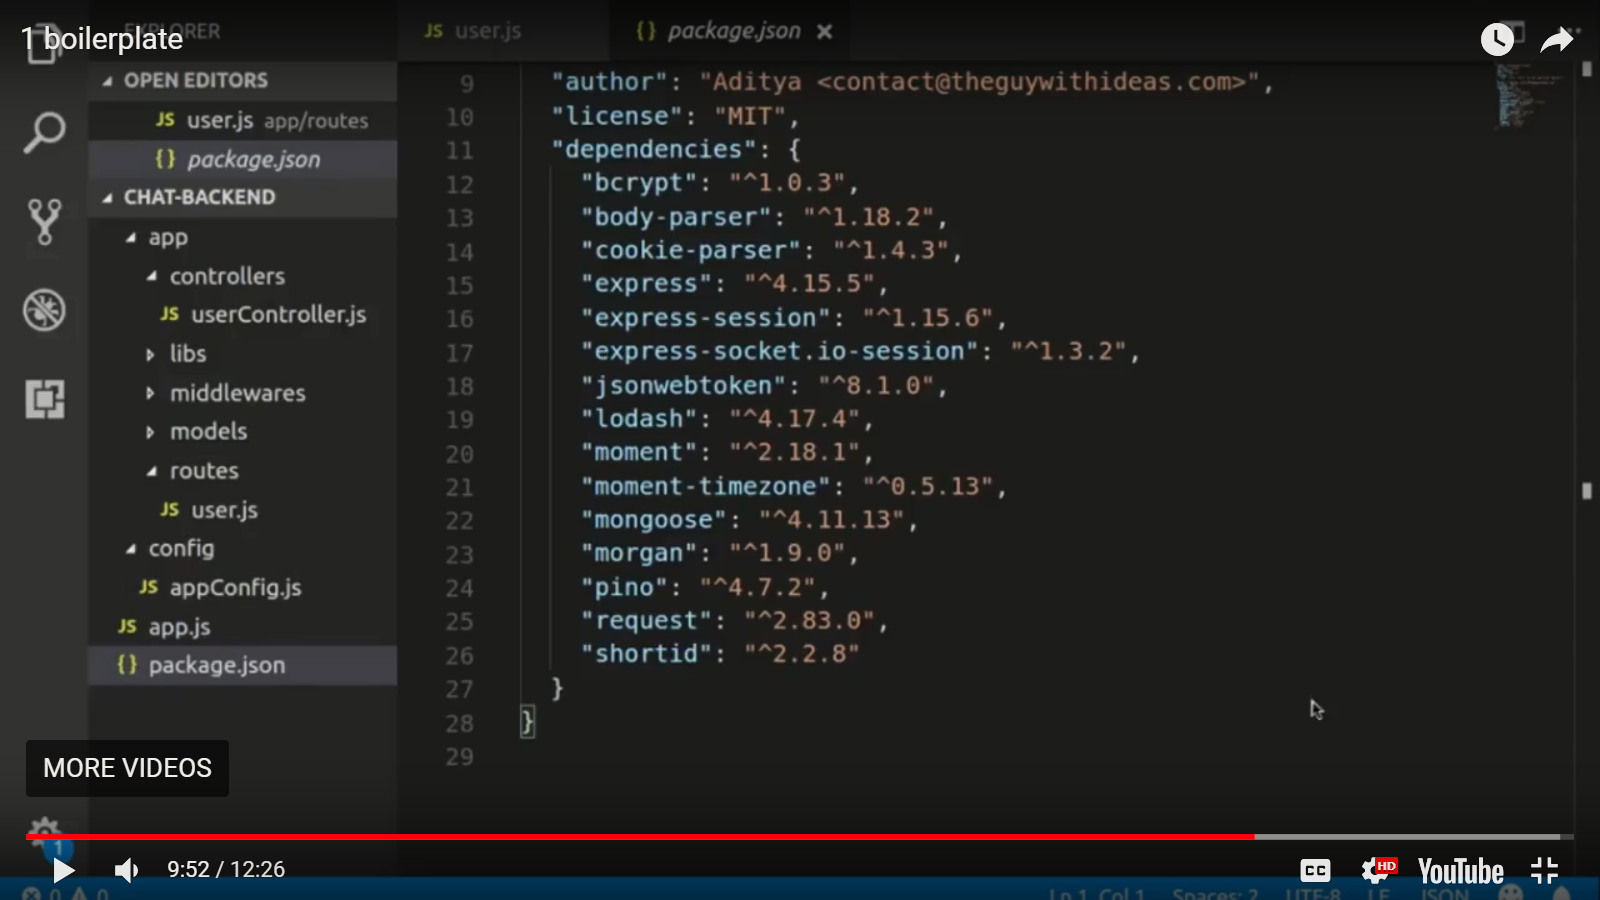 1 boilerplate
EXPLORER
OPEN EDITORS
JS user.js app/routes
{} package.json
CHAT-BACKEND
app
controllers
JS userController.js
libs
middlewares
models
routes
JS user.js
config
JS appConfig.js
JS app.js
{} package.json
JS user.js
{} package.json ×
9 "author": "Aditya <contact@theguywithideas.com>",
10 "license": "MIT",
11 "dependencies": {
12 "bcrypt": "^1.0.3",
13 "body-parser": "^1.18.2",
14 "cookie-parser": "^1.4.3",
15 "express": "^4.15.5",
16 "express-session": "^1.15.6",
17 "express-socket.io-session": "^1.3.2",
18 "jsonwebtoken": "^8.1.0",
19 "lodash": "^4.17.4",
20 "moment": "^2.18.1",
21 "moment-timezone": "^0.5.13",
22 "mongoose": "^4.11.13",
23 "morgan": "^1.9.0",
24 "pino": "^4.7.2",
25 "request": "^2.83.0",
26 "shortid": "^2.2.8"
27 }
28 }
29
MORE VIDEOS
1
9:52 / 12:26
CC
HD
YouTube
0 0
Ln 1, Col 1 Spaces: 2 UTF-8 LF JSON